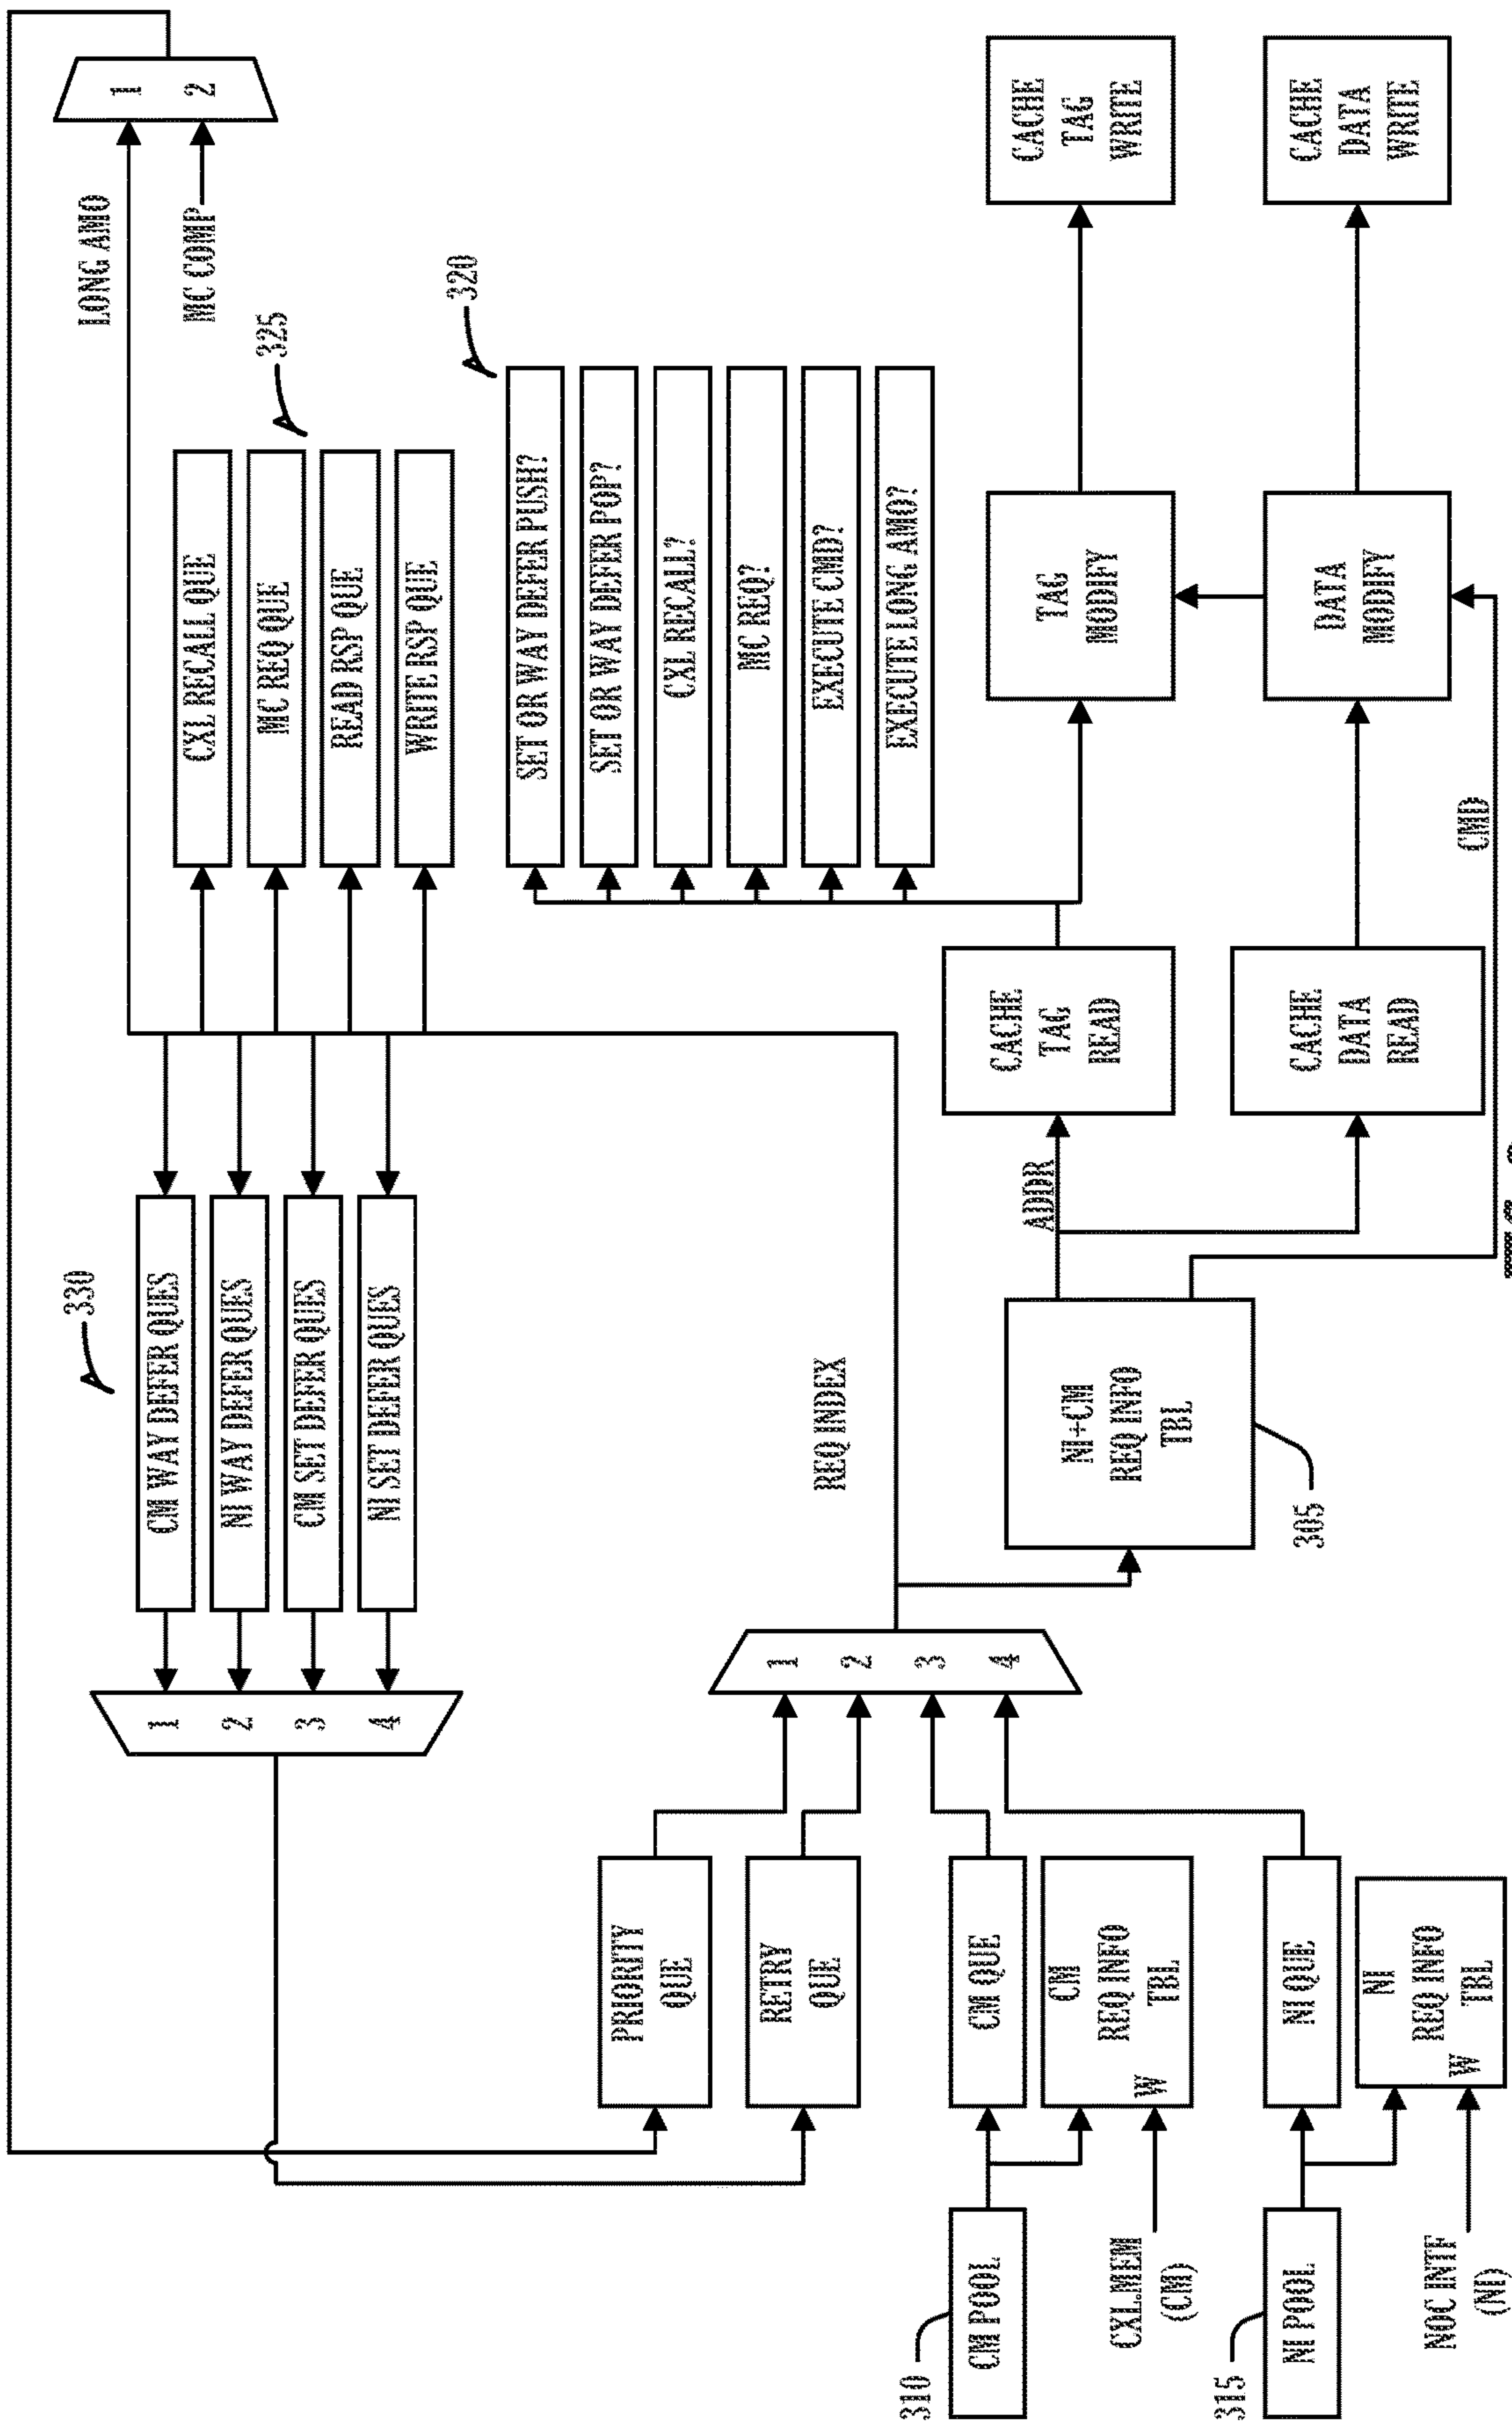 330
CM WAY DEFER QUES
NI WAY DEFER QUES
CM SET DEFER QUES
NI SET DEFER QUES
1
2
3
4
LONG AMO
MC COMP
1
2
325
CXL RECALL QUE
MC REQ QUE
READ RSP QUE
WRITE RSP QUE
320
SET OR WAY DEFER PUSH?
SET OR WAY DEFER POP?
CXL RECALL?
MC REQ?
EXECUTE CMD?
EXECUTE LONG AMO?
PRIORITY
QUE
RETRY
QUE
1
2
3
4
REQ INDEX
310
CM POOL
CM QUE
CM
REQ INFO
TBL
W
CXL.MEM
(CM)
315
NI POOL
NI QUE
NI
REQ INFO
TBL
W
NOC INTF
(NI)
NI+CM
REQ INFO
TBL
305
ADDR
CACHE
TAG
READ
TAG
MODIFY
CACHE
TAG
WRITE
CACHE
DATA
READ
DATA
MODIFY
CACHE
DATA
WRITE
CMD